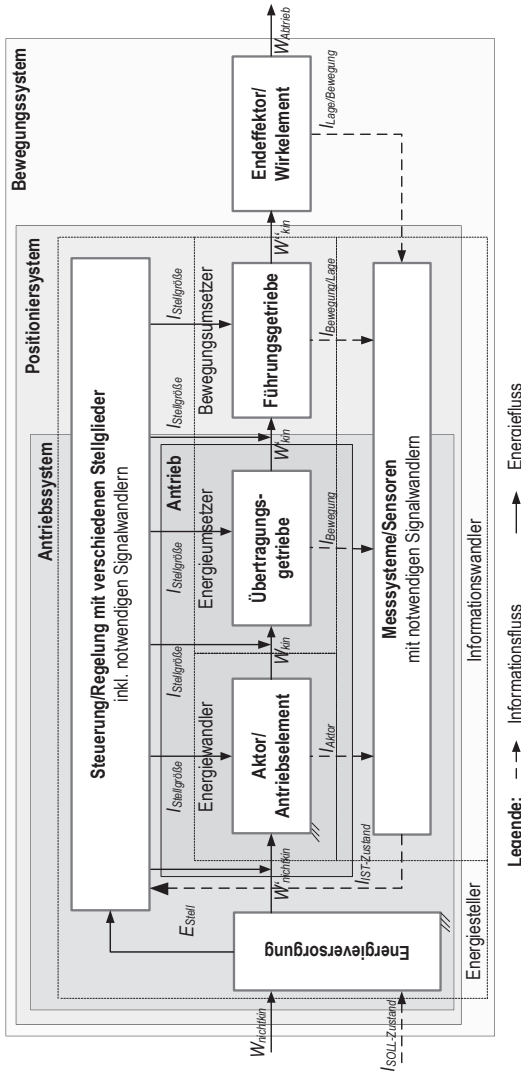 Bewegungssystem
Positioniersystem
Antriebssystem
Steuerung/Regelung mit verschiedenen Stellglieder
inkl. notwendigen Signalwandlern
E_Stell
I_Stellgröße
I_Stellgröße
I_Stellgröße
I_Stellgröße
I_Stellgröße
Antrieb
Energiewandler
Energieumsetzer
Bewegungsumsetzer
W_nichtkin
Energieversorgung
W'_nichtkin
Aktor/
Antriebselement
W_kin
Übertragungs-
getriebe
W'_kin
Führungsgetriebe
W''_kin
Endeffektor/
Wirkelement
W_Abtrieb
I_SOLL-Zustand
I_IST-Zustand
I_Aktor
I_Bewegung
I_Bewegung/Lage
I_Lage/Bewegung
Messsysteme/Sensoren
mit notwendigen Signalwandlern
Energiesteller
Informationswandler
Legende:
Informationsfluss
Energiefluss